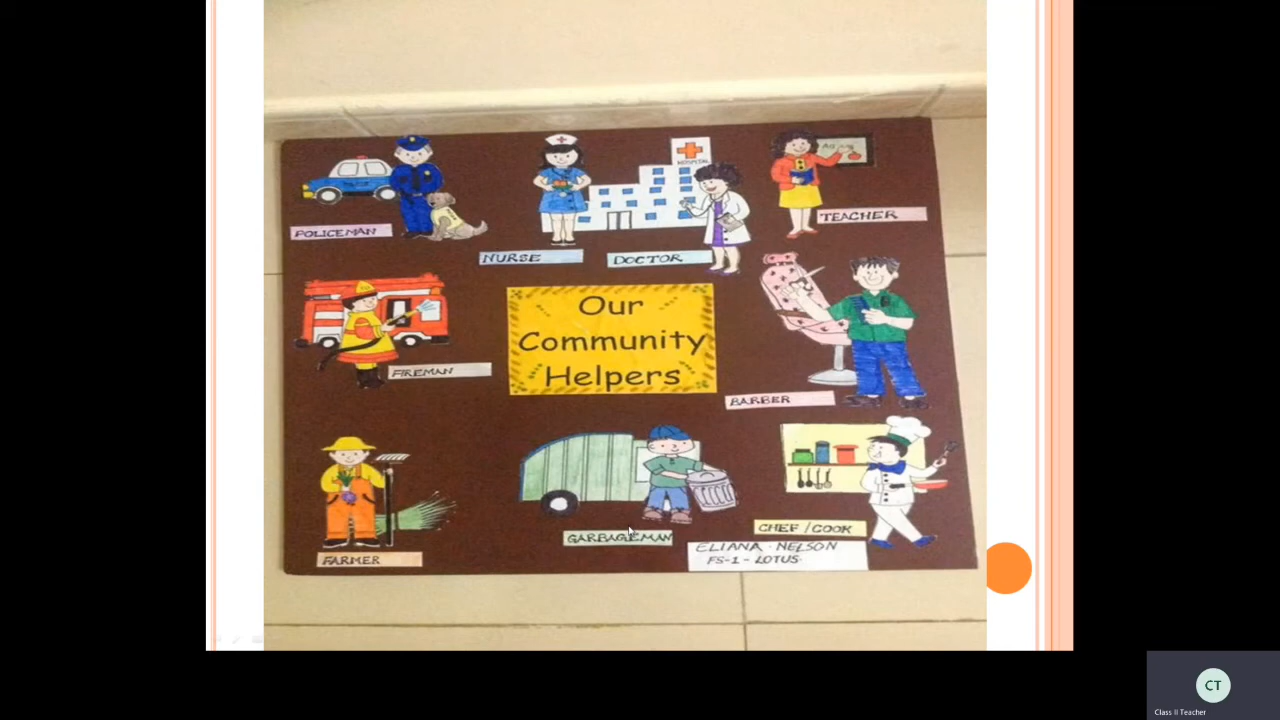 POLICEMAN
NURSE
HOSPITAL
DOCTOR
TEACHER
FIREMAN
Our
Community
Helpers
BARBER
FARMER
GARBAGEMAN
CHEF/COOK
ELIANA · NELSON
FS-1 - LOTUS
CT
Class II Teacher